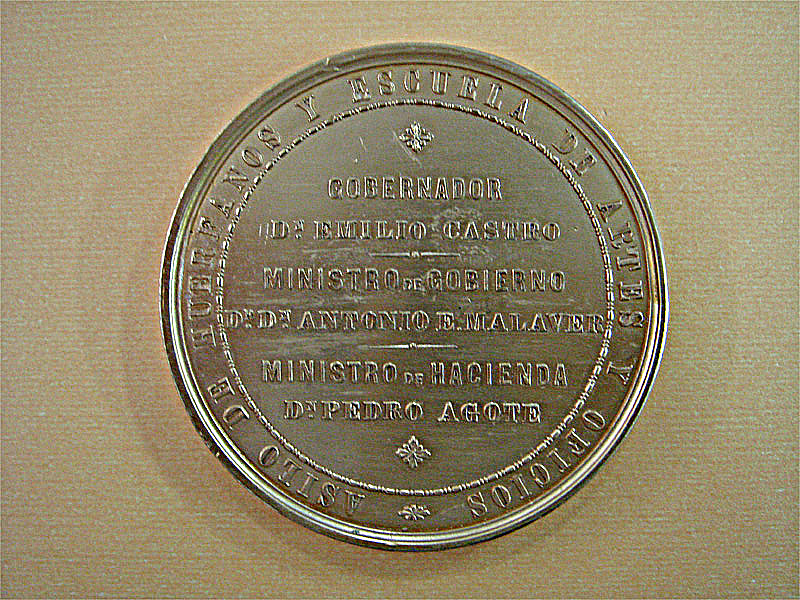 ASILO DE HUERFANOS Y ESCUELA DE ARTES Y OFICIOS
GOBERNADOR
Dn. EMILIO CASTRO
MINISTRO DE GOBIERNO
Dr. Dn. ANTONIO E. MALAVER
MINISTRO DE HACIENDA
Dn. PEDRO AGOTE